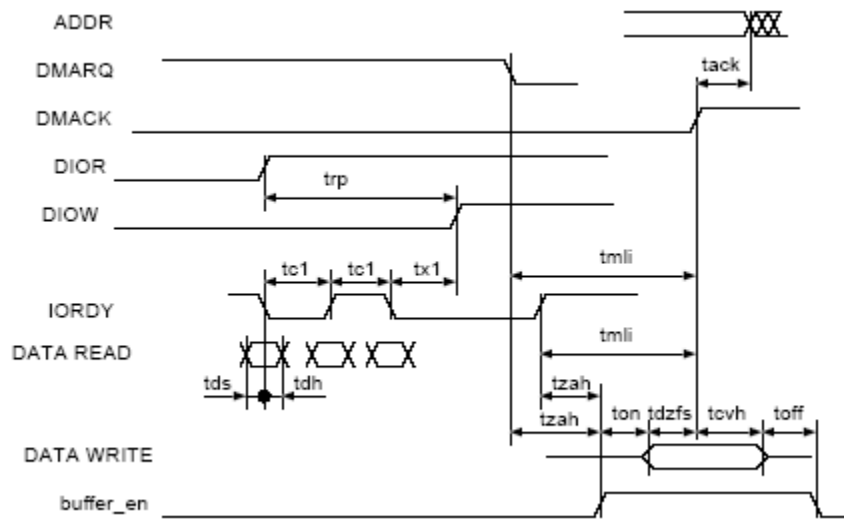 ADDR
DMARQ
tack
DMACK
DIOR
trp
DIOW
tc1 tc1 tx1 tmli
IORDY
DATA READ tmli
tds tdh tzah
tzah ton tdzfs tcvh toff
DATA WRITE
buffer_en